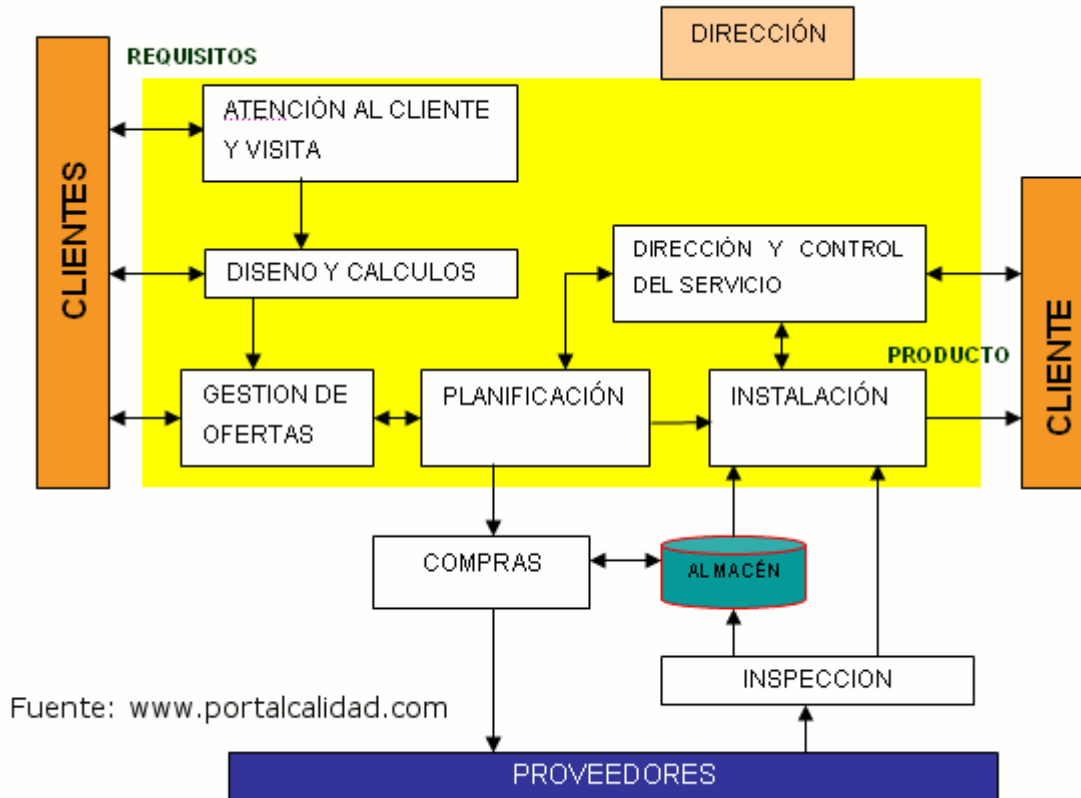 DIRECCIÓN
REQUISITOS
ATENCIÓN AL CLIENTE
Y VISITA
CLIENTES
DISENO Y CALCULOS
DIRECCIÓN Y CONTROL
DEL SERVICIO
CLIENTE
PRODUCTO
GESTION DE
OFERTAS
PLANIFICACIÓN
INSTALACIÓN
COMPRAS
ALMACÉN
INSPECCION
Fuente: www.portalcalidad.com
PROVEEDORES